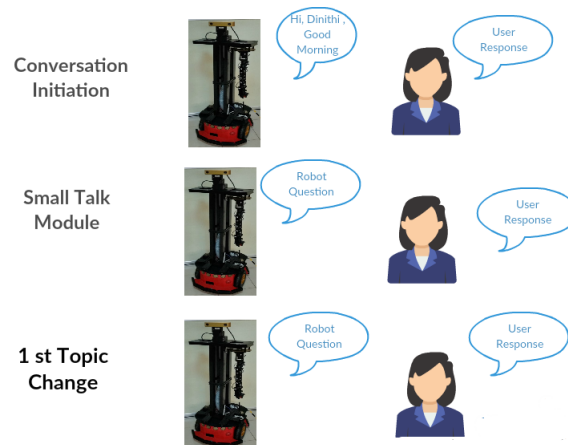 Conversation
Initiation
Hi, Dinithi ,
Good
Morning
User
Response
Small Talk
Module
Robot
Question
User
Response
1 st Topic
Change
Robot
Question
User
Response